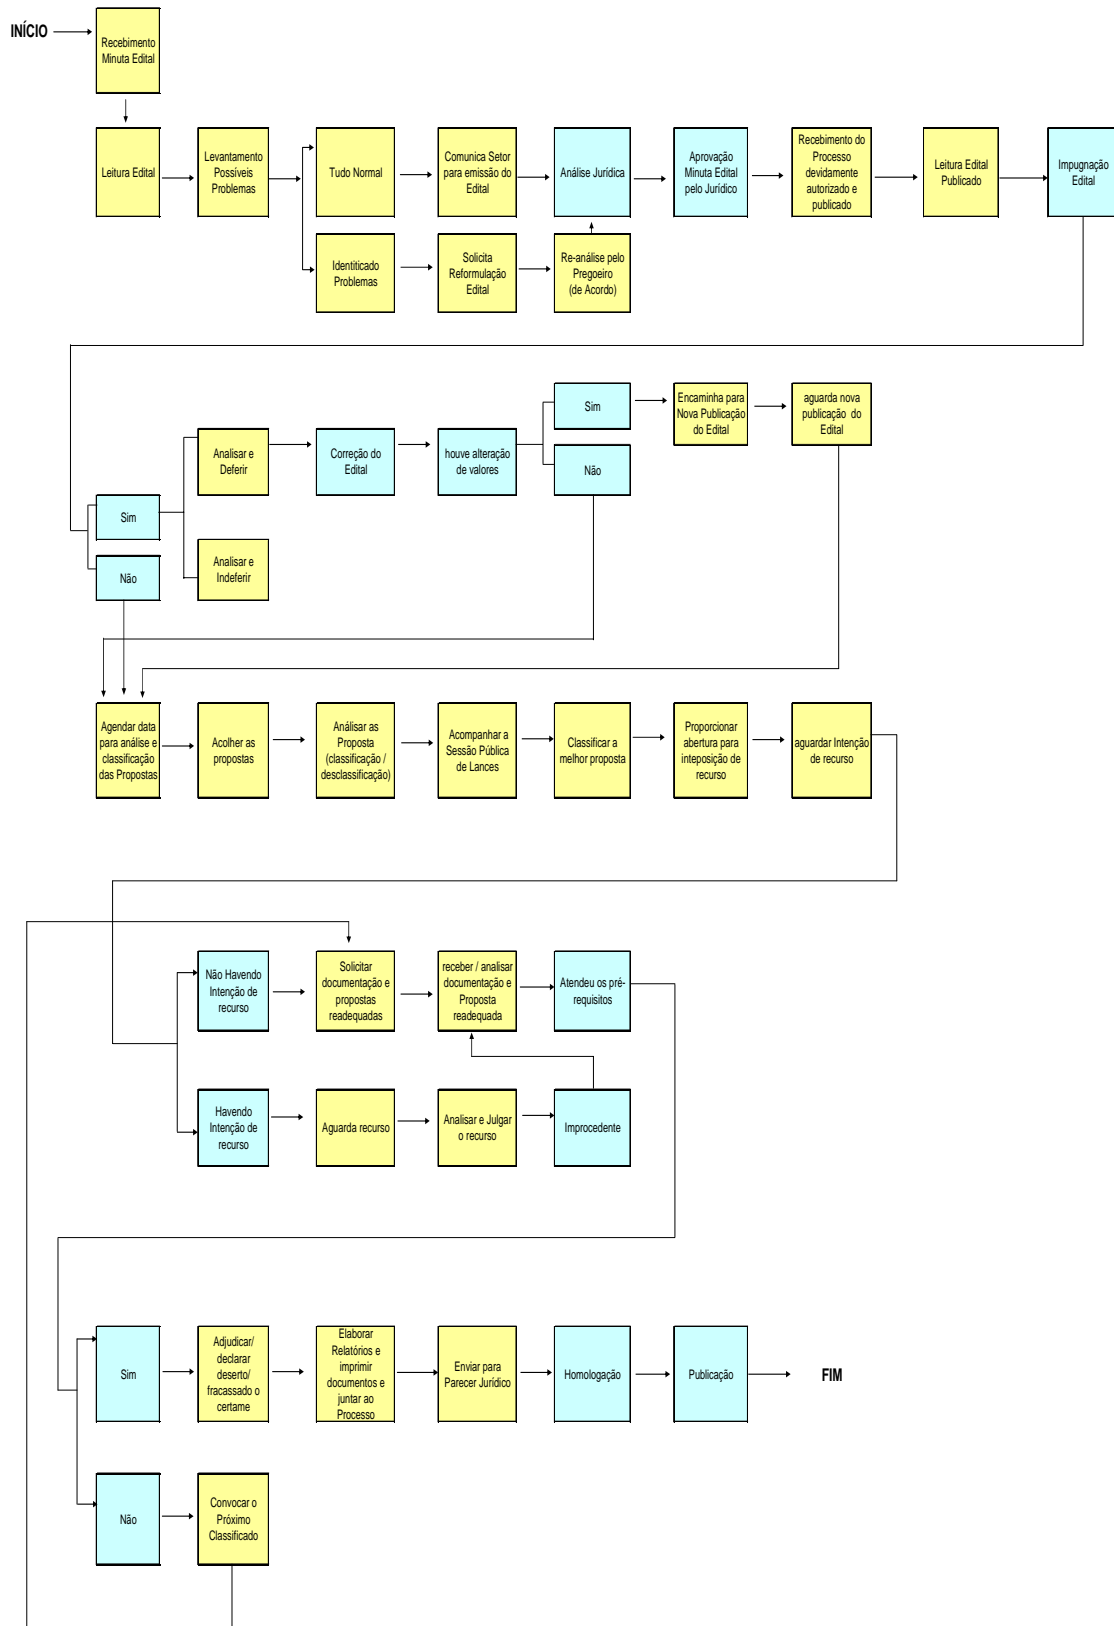 INÍCIO
Recebimento
Minuta Edital
Leitura Edital
Levantamento
Possíveis
Problemas
Tudo Normal
Comunica Setor
para emissão do
Edital
Análise Jurídica
Aprovação
Minuta Edital
pelo Jurídico
Recebimento do
Processo
devidamente
autorizado e
publicado
Leitura Edital
Publicado
Impugnação
Edital
Identiticado
Problemas
Solicita
Reformulação
Edital
Re-análise pelo
Pregoeiro
(de Acordo)
Sim
Encaminha para
Nova Publicação
do Edital
aguarda nova
publicação do
Edital
Analisar e
Deferir
Correção do
Edital
houve alteração
de valores
Não
Sim
Analisar e
Indeferir
Não
Agendar data
para análise e
classificação
das Propostas
Acolher as
propostas
Análisar as
Proposta
(classificação /
desclassificação)
Acompanhar a
Sessão Pública
de Lances
Classificar a
melhor proposta
Proporcionar
abertura para
inteposição de
recurso
aguardar Intenção
de recurso
Não Havendo
Intenção de
recurso
Solicitar
documentação e
propostas
readequadas
receber / analisar
documentação e
Proposta
readequada
Atendeu os pré-
requisitos
Havendo
Intenção de
recurso
Aguarda recurso
Analisar e Julgar
o recurso
Improcedente
Sim
Adjudicar/
declarar
deserto/
fracassado o
certame
Elaborar
Relatórios e
imprimir
documentos e
juntar ao
Processo
Enviar para
Parecer Jurídico
Homologação
Publicação
FIM
Não
Convocar o
Próximo
Classificado